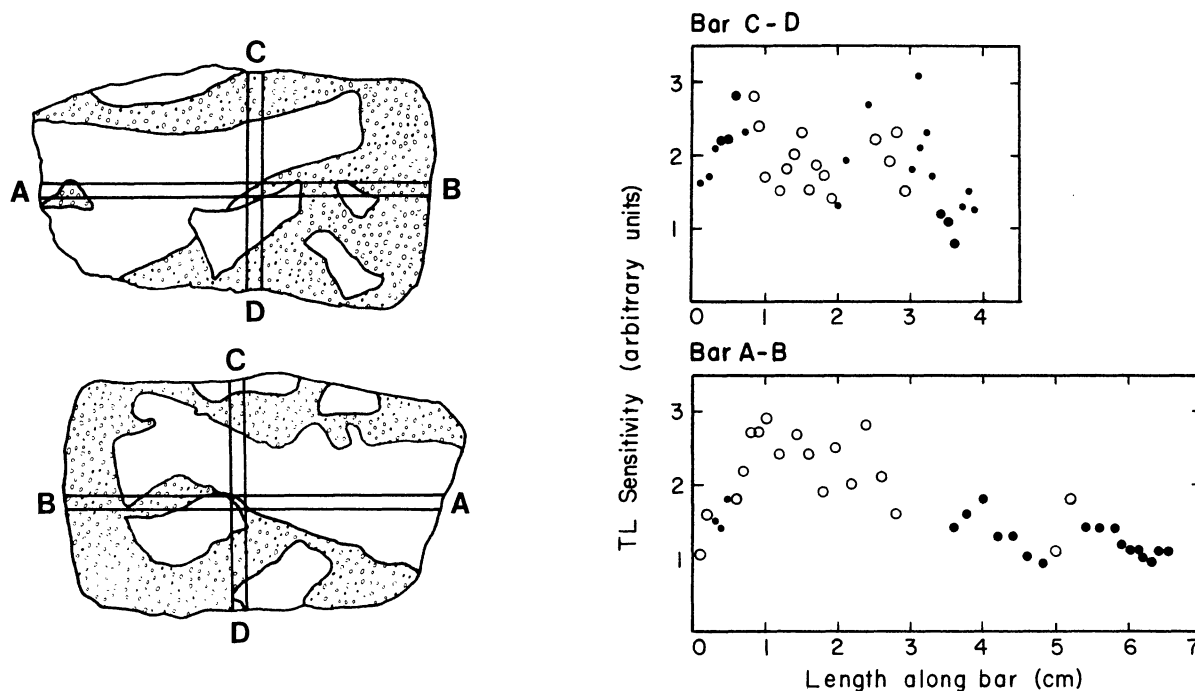 C
A
B
D
C
B
A
D
Bar C-D
3
2
1
0 1 2 3 4
TL Sensitivity (arbitrary units)
Bar A-B
3
2
1
0 1 2 3 4 5 6 7
Length along bar (cm)